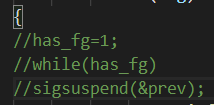 {
//has_fg=1;
//while(has_fg)
//sigsuspend(&prev);